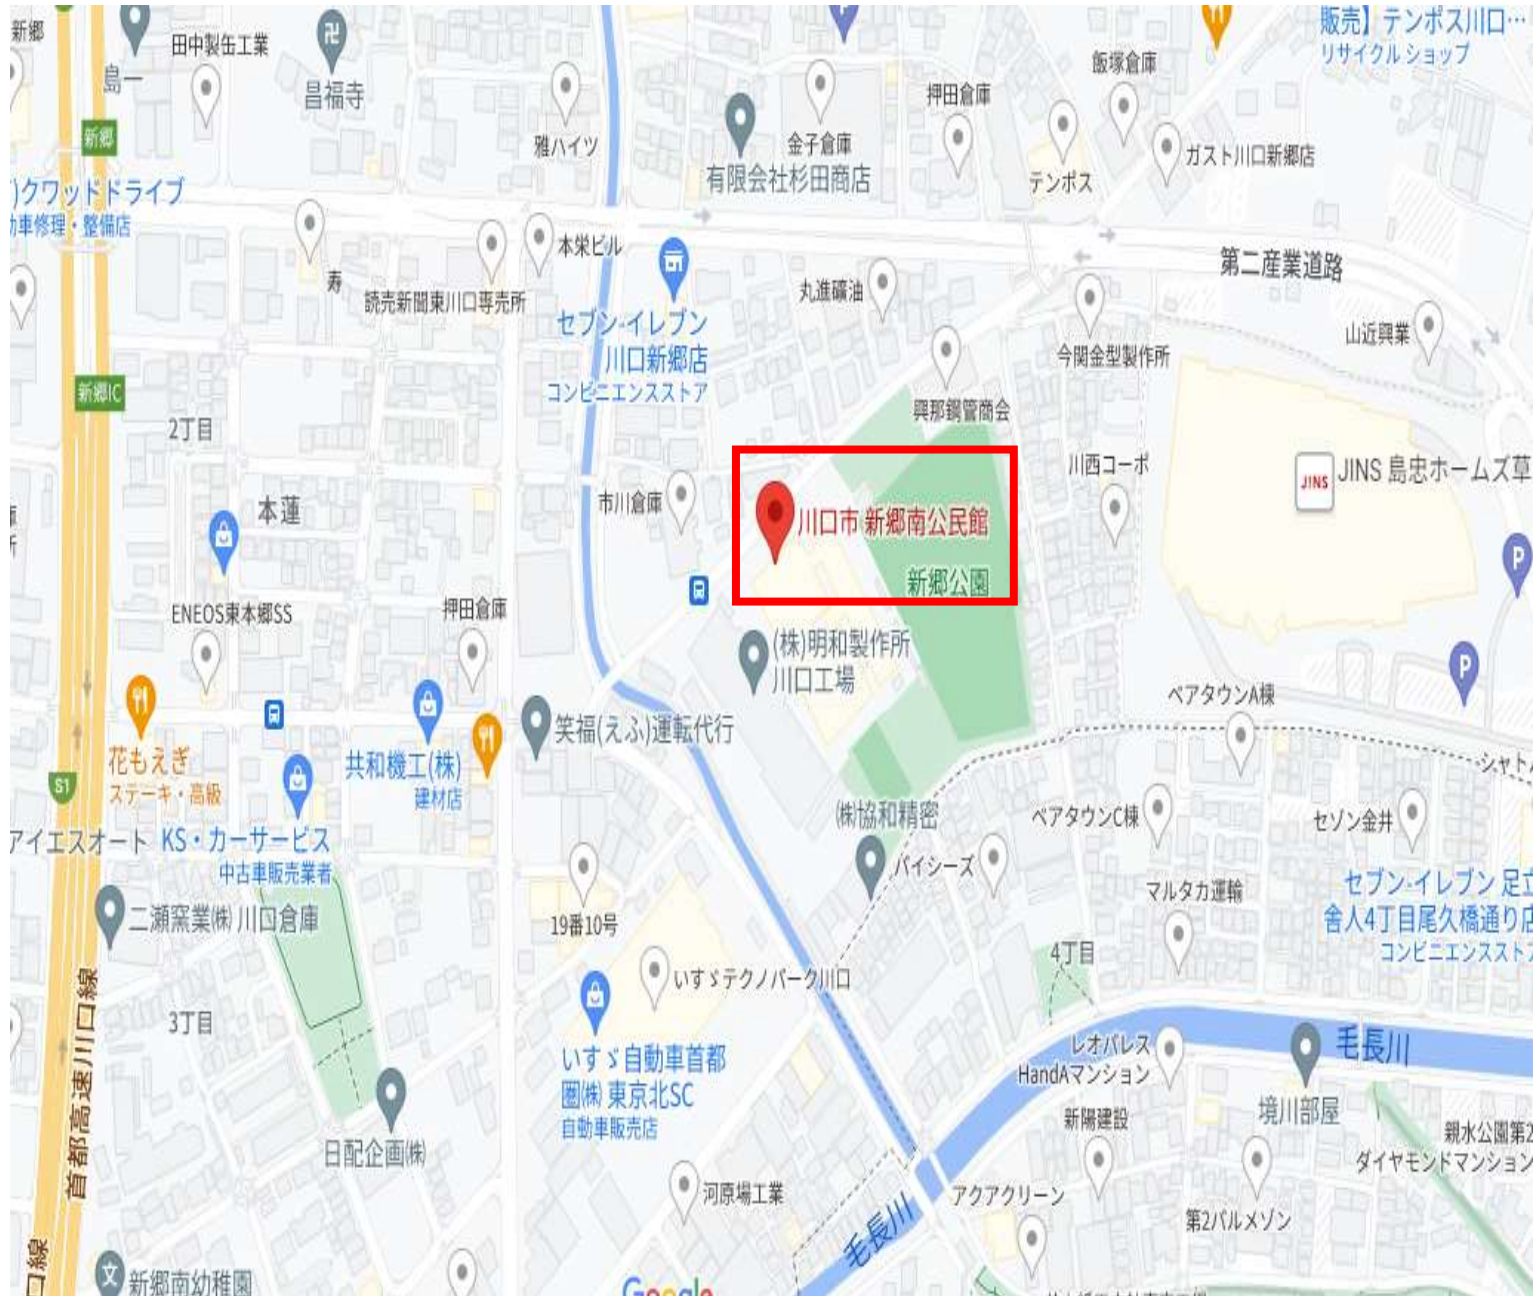 新郷
島一
田中製缶工業
昌福寺
雅ハイツ
有限会社杉田商店
金子倉庫
押田倉庫
飯塚倉庫
テンポス
ガスト川口新郷店
販売】テンポス川口…
リサイクルショップ
新郷
)クワッドドライブ
車修理・整備店
寿
読売新聞東川口専売所
本栄ビル
セブン-イレブン
川口新郷店
コンビニエンスストア
丸進礦油
第二産業道路
今関金型製作所
山近興業
新郷IC
2丁目
興那鋼管商会
本蓮
市川倉庫
川口市 新郷南公民館
新郷公園
川西コーポ
JINS
JINS 島忠ホームズ草
P
ENEOS東本郷SS
押田倉庫
(株)明和製作所
川口工場
P
花もえぎ
ステーキ・高級
共和機工(株)
建材店
笑福(えふ)運転代行
ベアタウンA棟
シャト
S1
アイエスオート
KS・カーサービス
中古車販売業者
㈱協和精密
バイシーズ
ベアタウンC棟
セゾン金井
二瀬窯業㈱ 川口倉庫
19番10号
マルタカ運輸
セブン-イレブン 足立
舎人4丁目尾久橋通り店
コンビニエンススト
4丁目
いすゞテクノパーク川口
3丁目
首都高速川口線
いすゞ自動車首都
圏㈱ 東京北SC
自動車販売店
レオパレス
HandAマンション
毛長川
境川部屋
新陽建設
日配企画㈱
親水公園第2
ダイヤモンドマンション
河原場工業
アクアクリーン
第2パルメゾン
毛長川
口線
文
新郷南幼稚園
Google